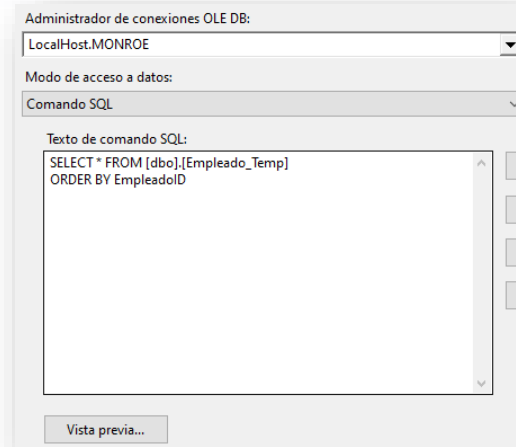 Administrador de conexiones OLE DB:
LocalHost.MONROE
Modo de acceso a datos:
Comando SQL
Texto de comando SQL:
SELECT * FROM [dbo].[Empleado_Temp]
ORDER BY EmpleadoID
Vista previa...